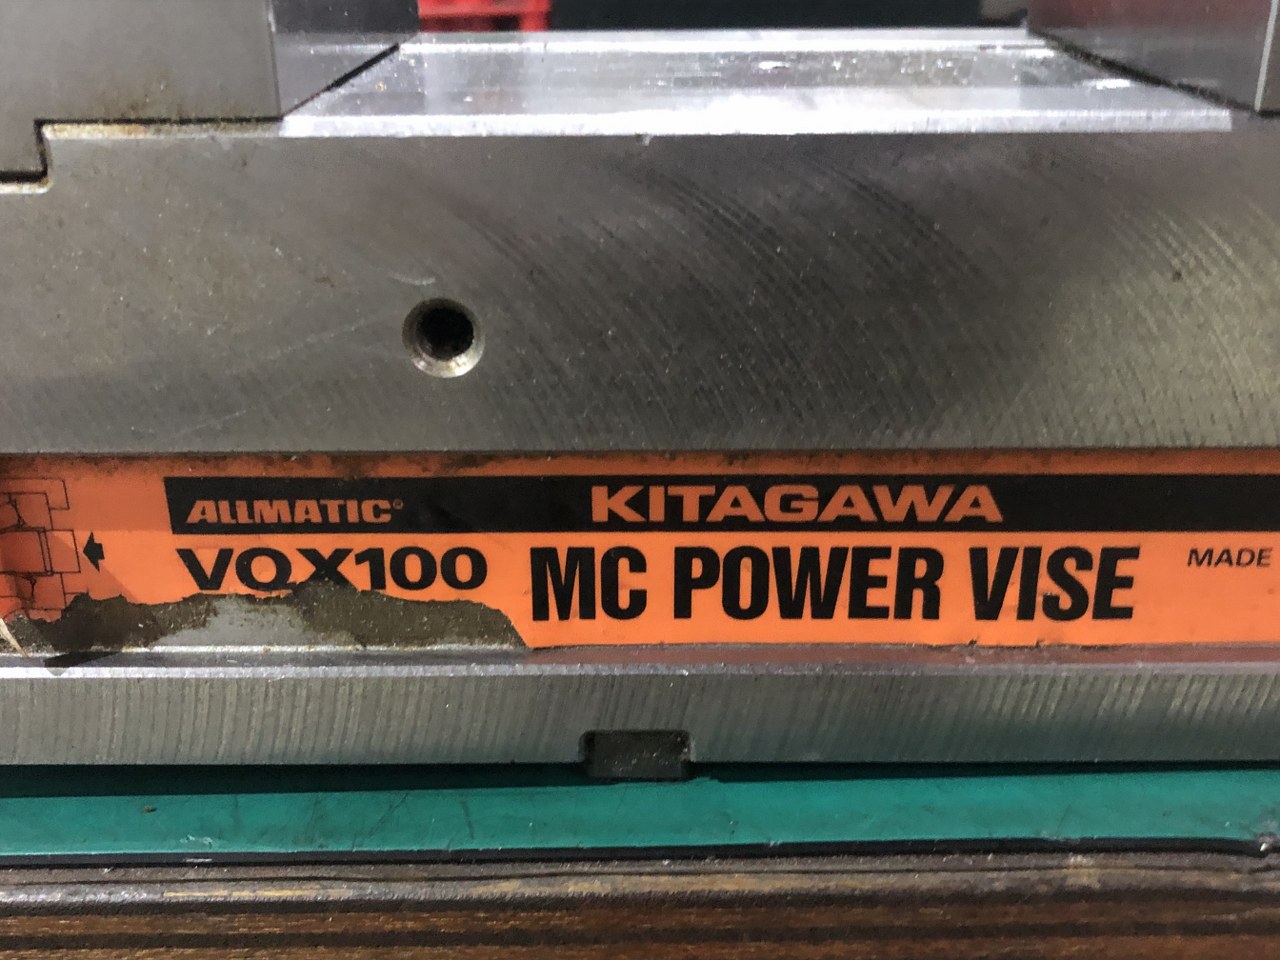 ALLMATIC® KITAGAWA
VQX100 MC POWER VISE MADE